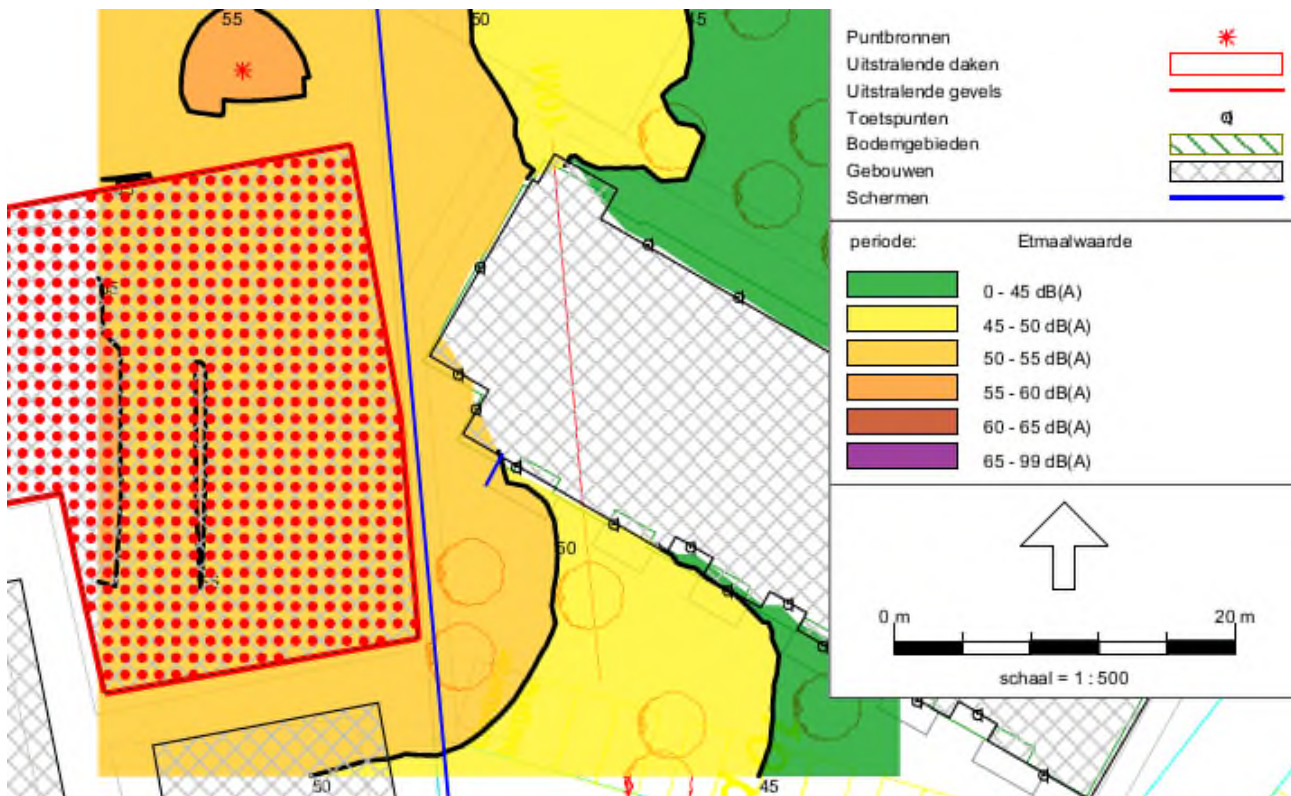 55
50
45
Puntbronnen
Uitstralende daken
Uitstralende gevels
Toetspunten
Bodemgebieden
Gebouwen
Schermen
periode: Etmaalwaarde
0 - 45 dB(A)
45 - 50 dB(A)
50 - 55 dB(A)
55 - 60 dB(A)
60 - 65 dB(A)
65 - 99 dB(A)
0 m 20 m
schaal = 1 : 500
50
50
45